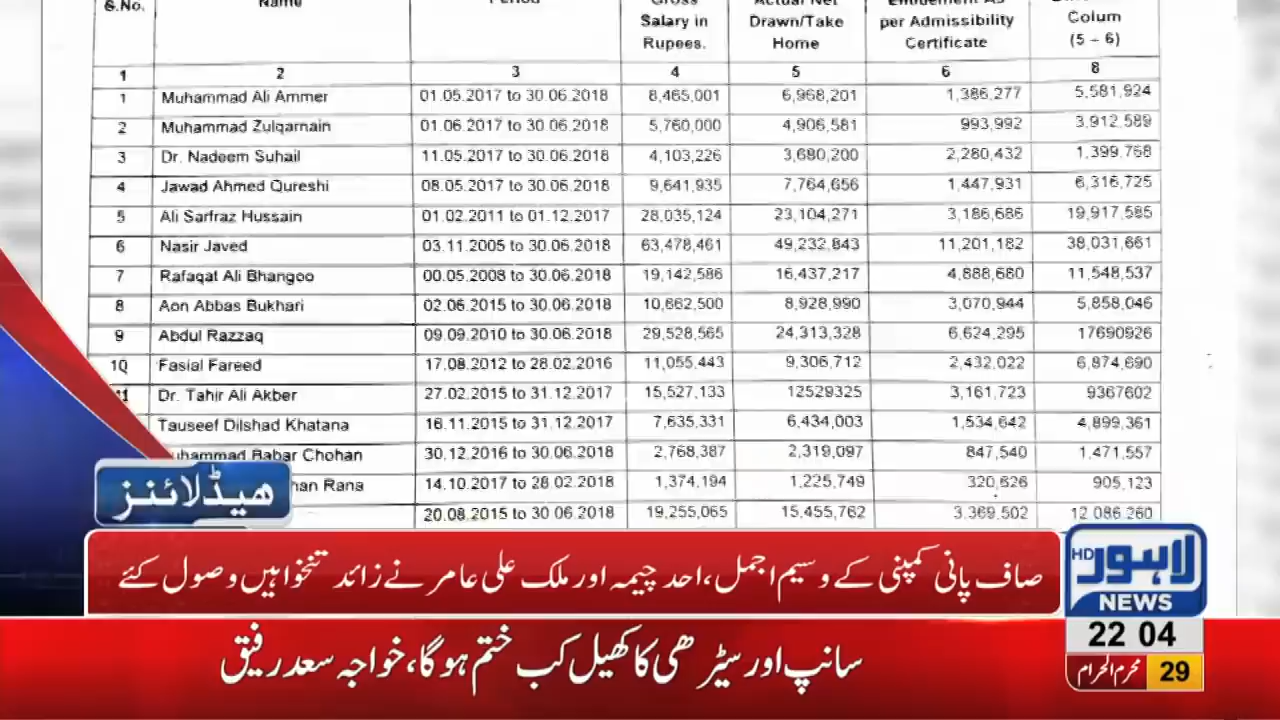 S.No. Name Period Gross Salary in Rupees. Actual Net Drawn/Take Home Entitlement As per Admissibility Certificate Colum (5 - 6)
1 2 3 4 5 6 8
1 Muhammad Ali Ammer 01.05.2017 to 30.06.2018 8,465,001 6,968,201 1,386,277 5,581,924
2 Muhammad Zulqarnain 01.06.2017 to 30.06.2018 5,760,000 4,906,581 993,992 3,912,589
3 Dr. Nadeem Suhail 11.05.2017 to 30.06.2018 4,103,226 3,680,200 2,280,432 1,399,768
4 Jawad Ahmed Qureshi 08.05.2017 to 30.06.2018 9,641,935 7,764,656 1,447,931 6,316,725
5 Ali Sarfraz Hussain 01.02.2011 to 01.12.2017 28,035,124 23,104,271 3,186,686 19,917,585
6 Nasir Javed 03.11.2005 to 30.06.2018 63,478,461 49,232,843 11,201,182 38,031,661
7 Rafaqat Ali Bhangoo 00.05.2008 to 30.06.2018 19,142,586 16,437,217 4,888,680 11,548,537
8 Aon Abbas Bukhari 02.06.2015 to 30.06.2018 10,662,500 8,928,990 3,070,944 5,858,046
9 Abdul Razzaq 09.09.2010 to 30.06.2018 29,528,565 24,313,328 6,624,295 17690926
10 Fasial Fareed 17.08.2012 to 28.02.2016 11,055,443 9,306,712 2,432,022 6,874,690
11 Dr. Tahir Ali Akber 27.02.2015 to 31.12.2017 15,527,133 12529325 3,161,723 9367602
Tauseef Dilshad Khatana 16.11.2015 to 31.12.2017 7,635,331 6,434,003 1,534,642 4,899,361
Muhammad Babar Chohan 30.12.2016 to 30.06.2018 2,768,387 2,319,097 847,540 1,471,557
Rana 14.10.2017 to 28.02.2018 1,374,194 1,225,749 320,626 905,123
20.08.2015 to 30.06.2018 19,255,065 15,455,762 3,369,502 12,086,260
ہیڈلائنز
صاف پانی کمپنی کے وسیم اجمل، احد چیمہ اور ملک علی عامر نے زائد تنخواہیں وصول کئے
سانپ اور سیڑھی کا کھیل کب ختم ہوگا، خواجہ سعد رفیق
لاہور HD
NEWS
22 04
محرم الحرام 29